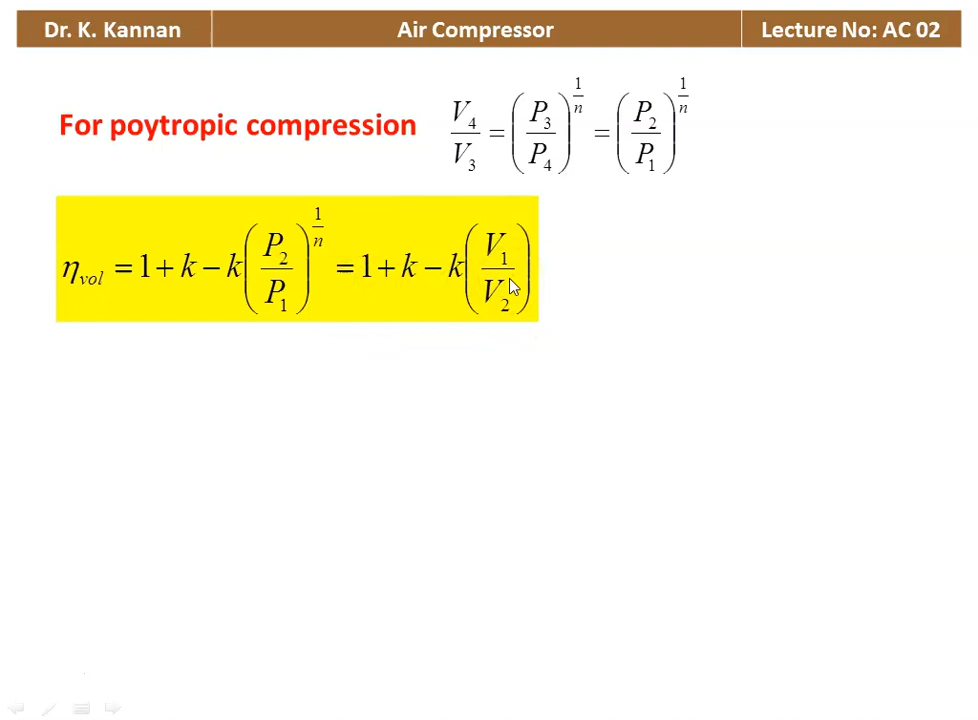 Dr. K. Kannan Air Compressor Lecture No: AC 02
For poytropic compression V₄/V₃ = (P₃/P₄)^(1/n) = (P₂/P₁)^(1/n)
η_vol = 1 + k − k(P₂/P₁)^(1/n) = 1 + k − k(V₁/V₂)